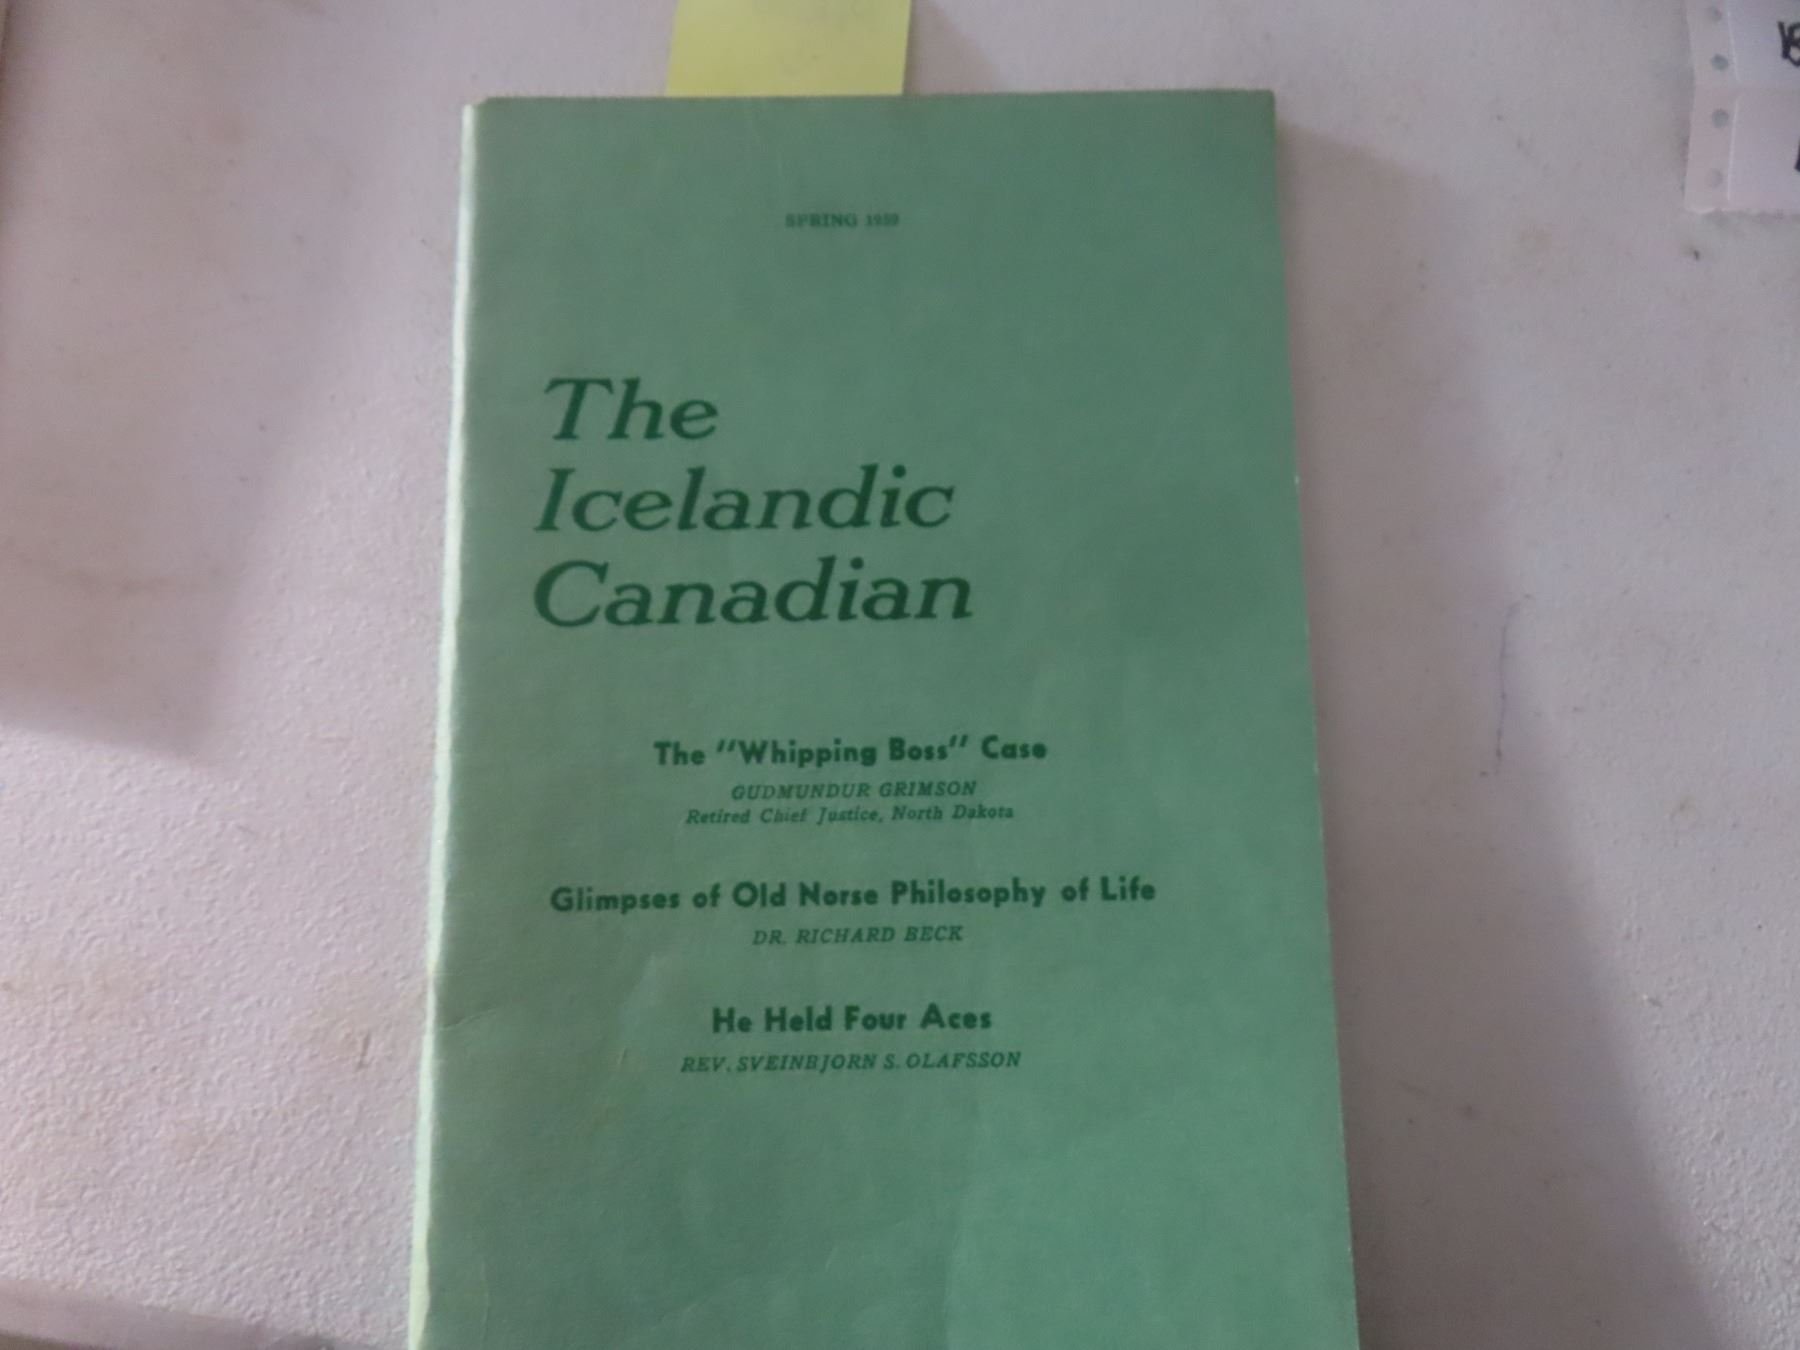 SPRING 1959
The
Icelandic
Canadian
The "Whipping Boss" Case
GUDMUNDUR GRIMSON
Retired Chief Justice, North Dakota
Glimpses of Old Norse Philosophy of Life
DR. RICHARD BECK
He Held Four Aces
REV. SVEINBJORN S. OLAFSSON